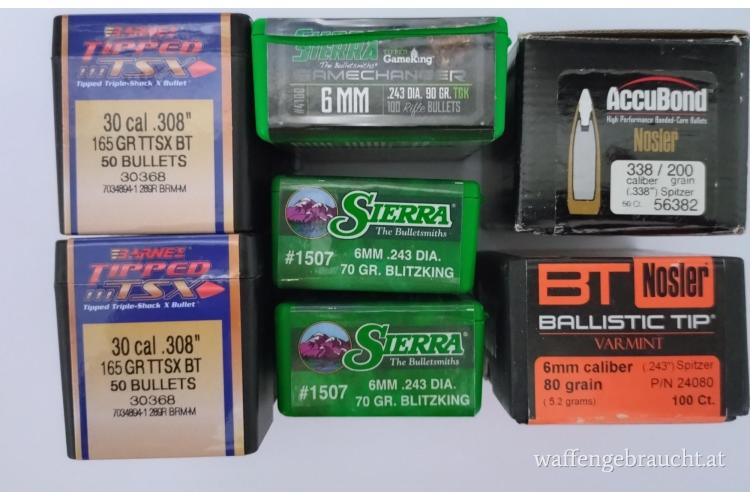 BARNES
TIPPED
TSX
Tipped Triple-Shock X Bullet
30 cal .308"
165 GR TTSX BT
50 BULLETS
30368
BARNES
TIPPED
TSX
Tipped Triple-Shock X Bullet
30 cal .308"
165 GR TTSX BT
50 BULLETS
30368
SIERRA
The Bulletsmiths®
TIPPED
GameKing
GAMECHANGER
#4100
6 MM
.243 DIA. 90 GR. TGK
100 Rifle BULLETS
SIERRA
The Bulletsmiths
#1507
6MM .243 DIA.
70 GR. BLITZKING
SIERRA
The Bulletsmiths
#1507
6MM .243 DIA.
70 GR. BLITZKING
AccuBond
High Performance Bonded-Core Bullets
Nosler
338 / 200
caliber grain
(.338") Spitzer
50 Ct. 56382
BT Nosler
BALLISTIC TIP®
VARMINT
6mm caliber (.243") Spitzer
80 grain P/N 24080
(5.2 grams) 100 Ct.
waffengebraucht.at